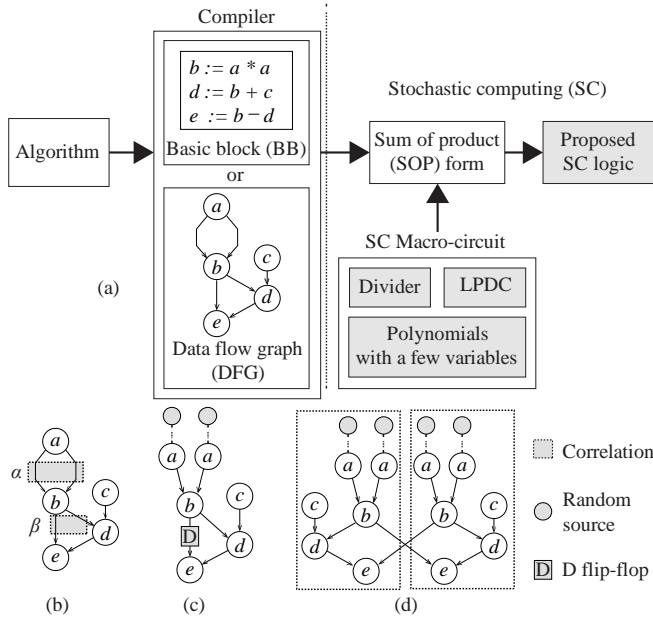 Compiler
b := a * a
d := b + c
e := b - d
Basic block (BB)
or
a
b
c
d
e
Data flow graph
(DFG)
Algorithm
Stochastic computing (SC)
Sum of product
(SOP) form
Proposed
SC logic
SC Macro-circuit
Divider
LPDC
Polynomials
with a few variables
(a)
a
α
b
c
β
d
e
(b)
a
a
b
c
D
d
e
(c)
a
a
a
a
c
b
b
c
d
e
e
d
(d)
Correlation
Random
source
D
D flip-flop